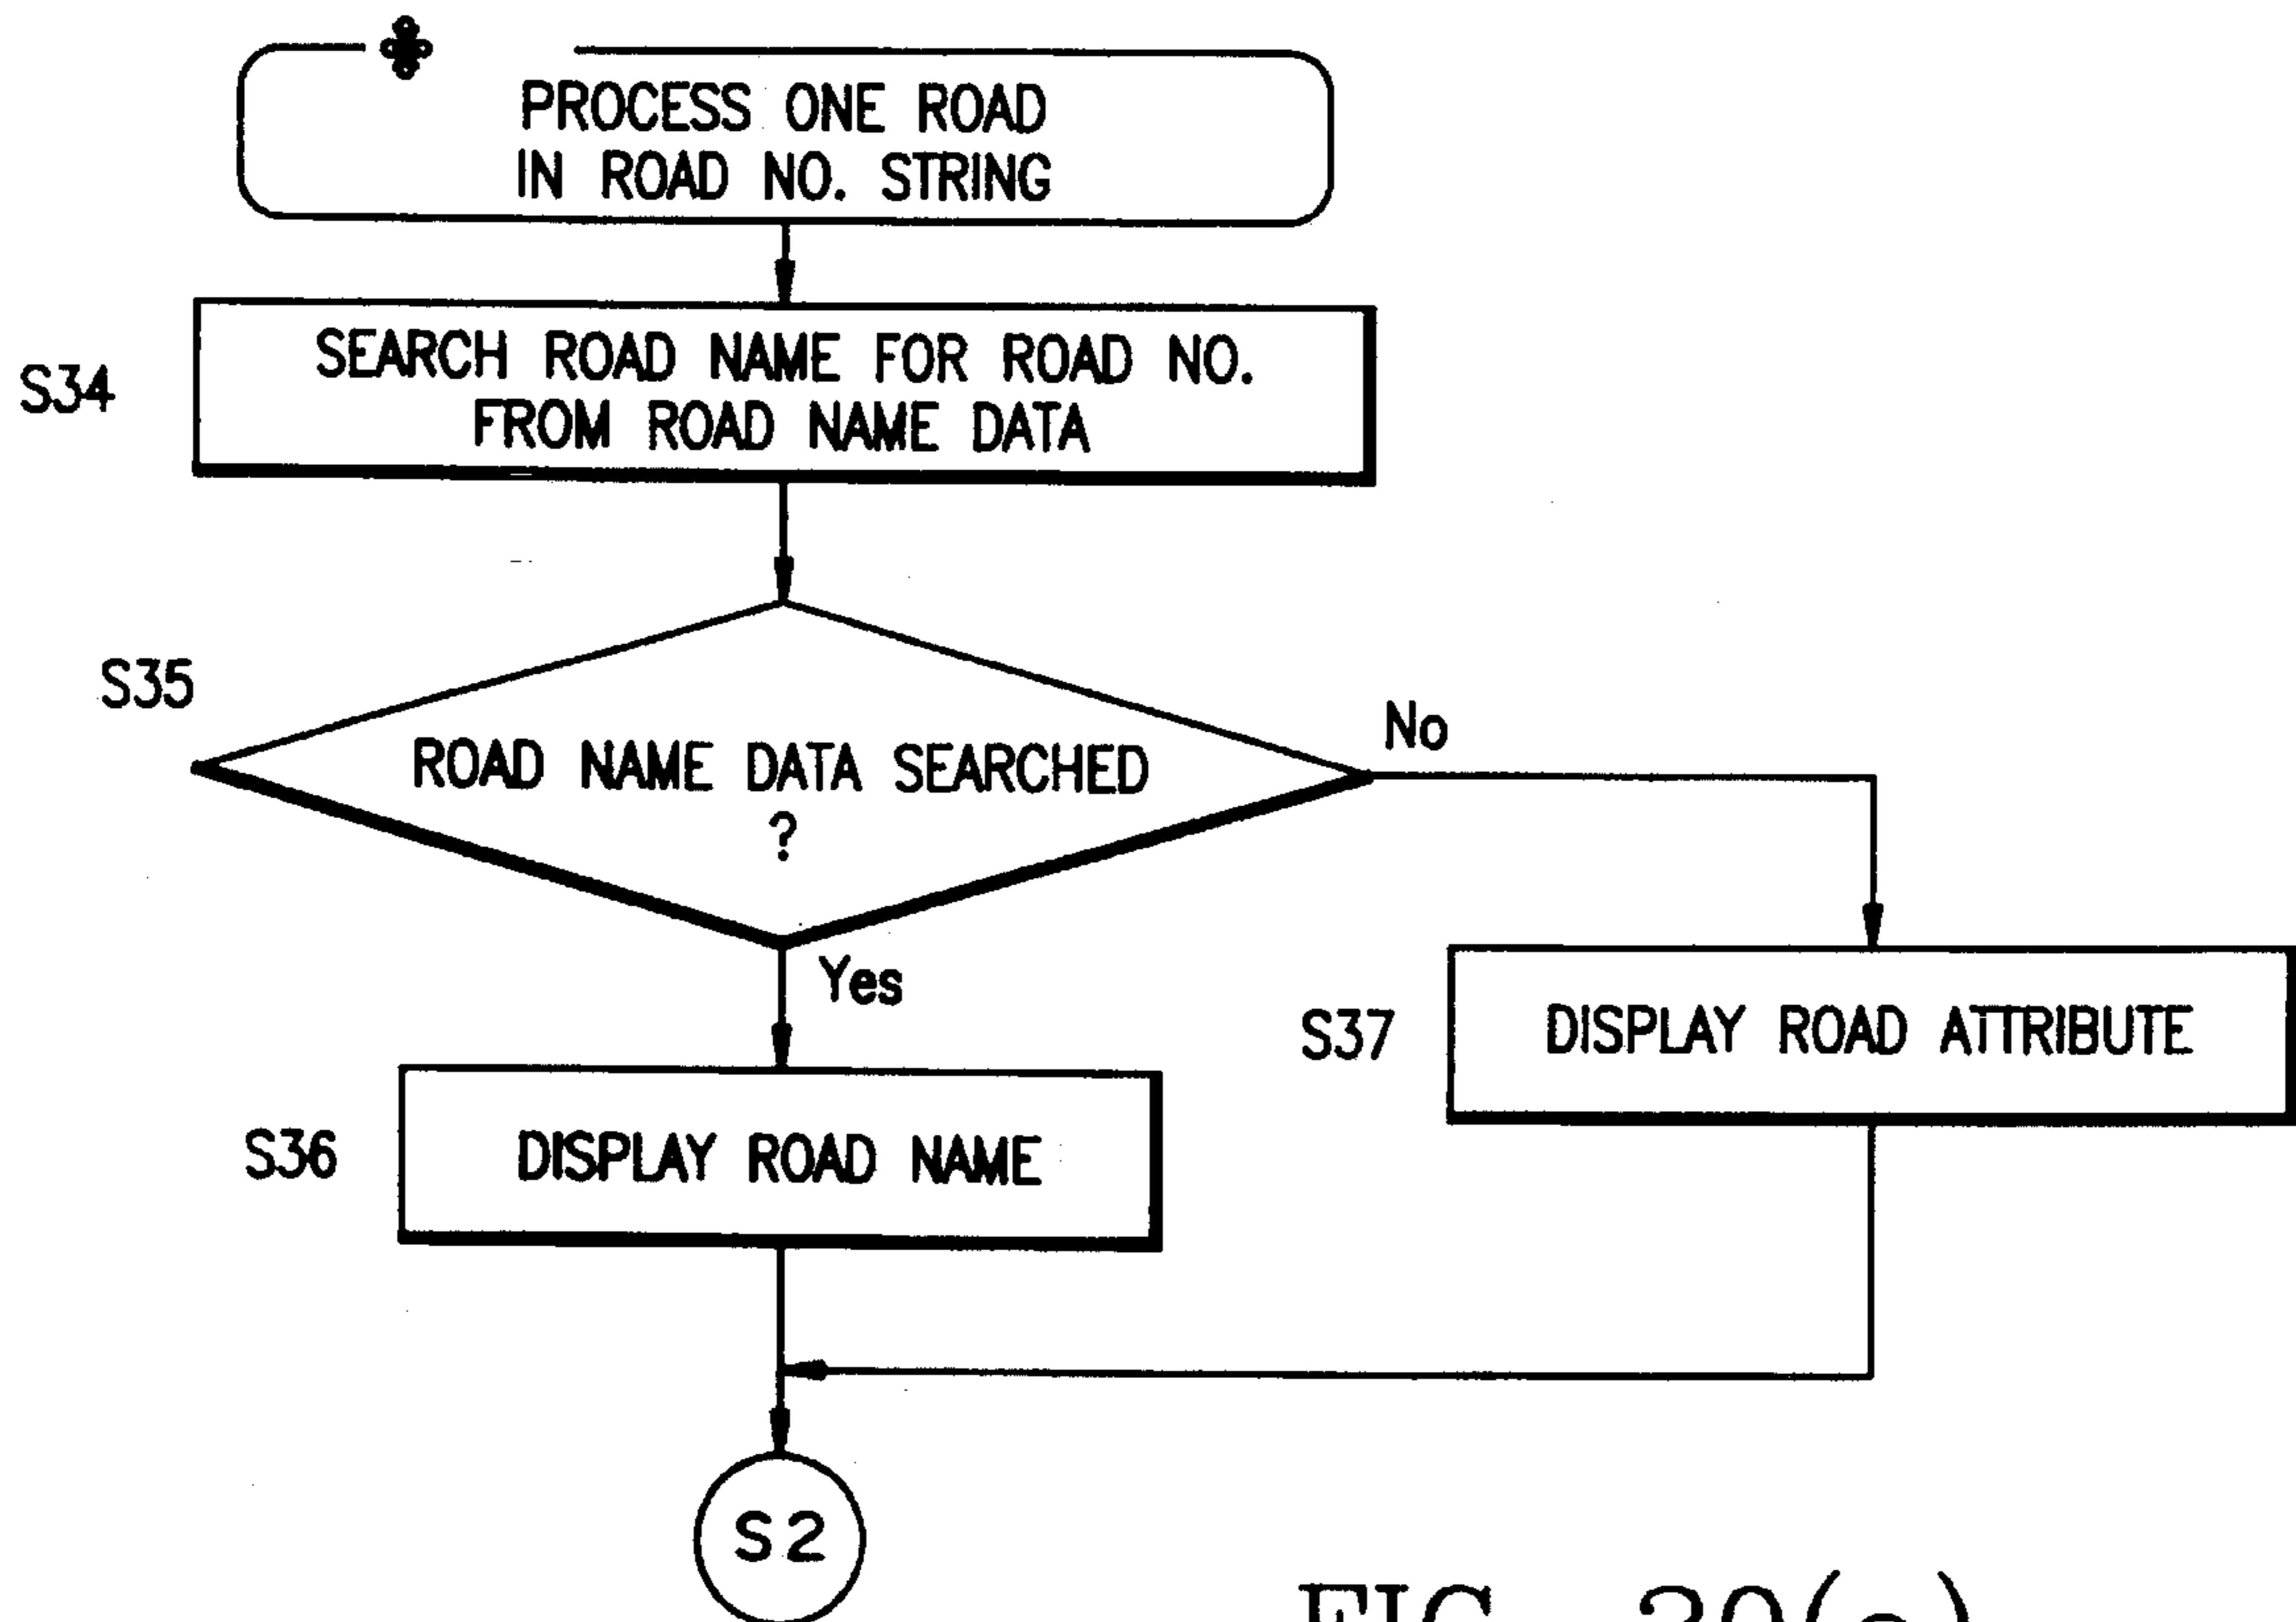 PROCESS ONE ROAD
IN ROAD NO. STRING
S34
SEARCH ROAD NAME FOR ROAD NO.
FROM ROAD NAME DATA
S35
ROAD NAME DATA SEARCHED
?
No
Yes
S37
DISPLAY ROAD ATTRIBUTE
S36
DISPLAY ROAD NAME
S2
FIG.